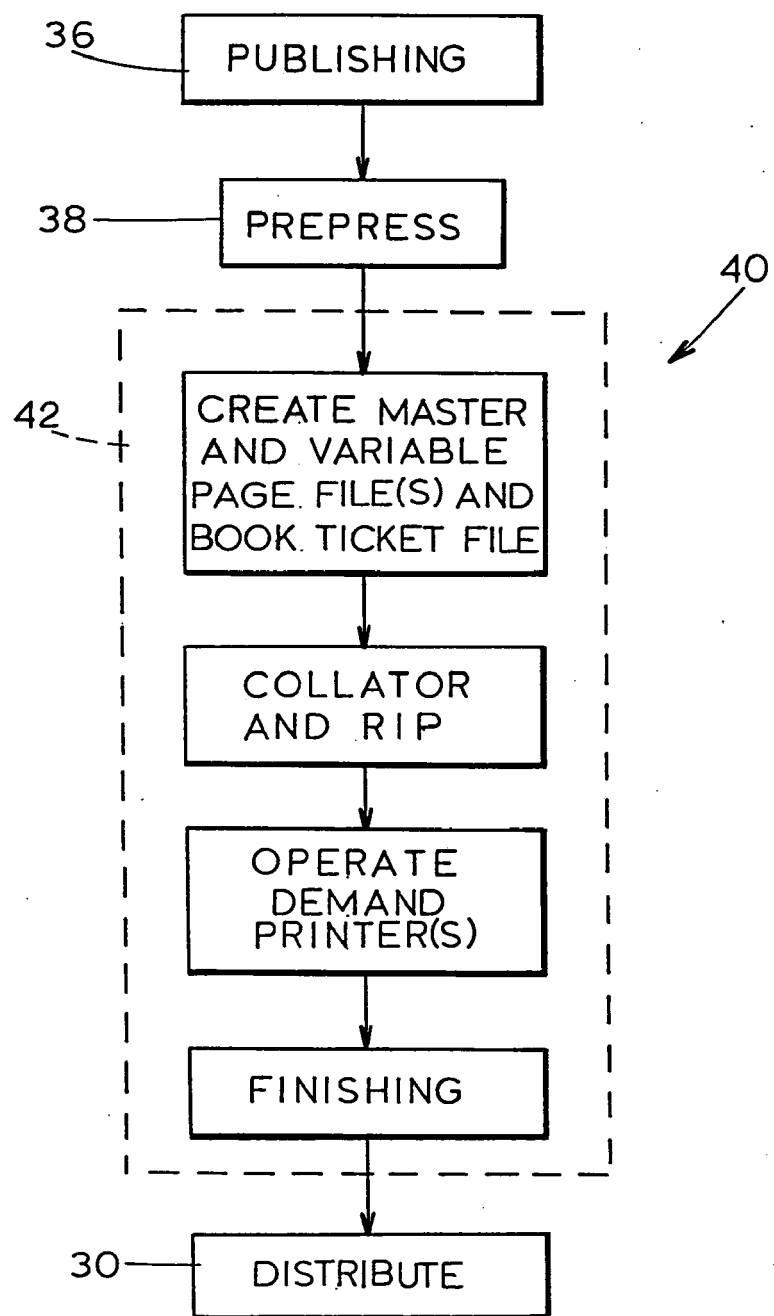 36
PUBLISHING
38
PREPRESS
40
42
CREATE MASTER
AND VARIABLE
PAGE FILE(S) AND
BOOK TICKET FILE
COLLATOR
AND RIP
OPERATE
DEMAND
PRINTER(S)
FINISHING
30
DISTRIBUTE